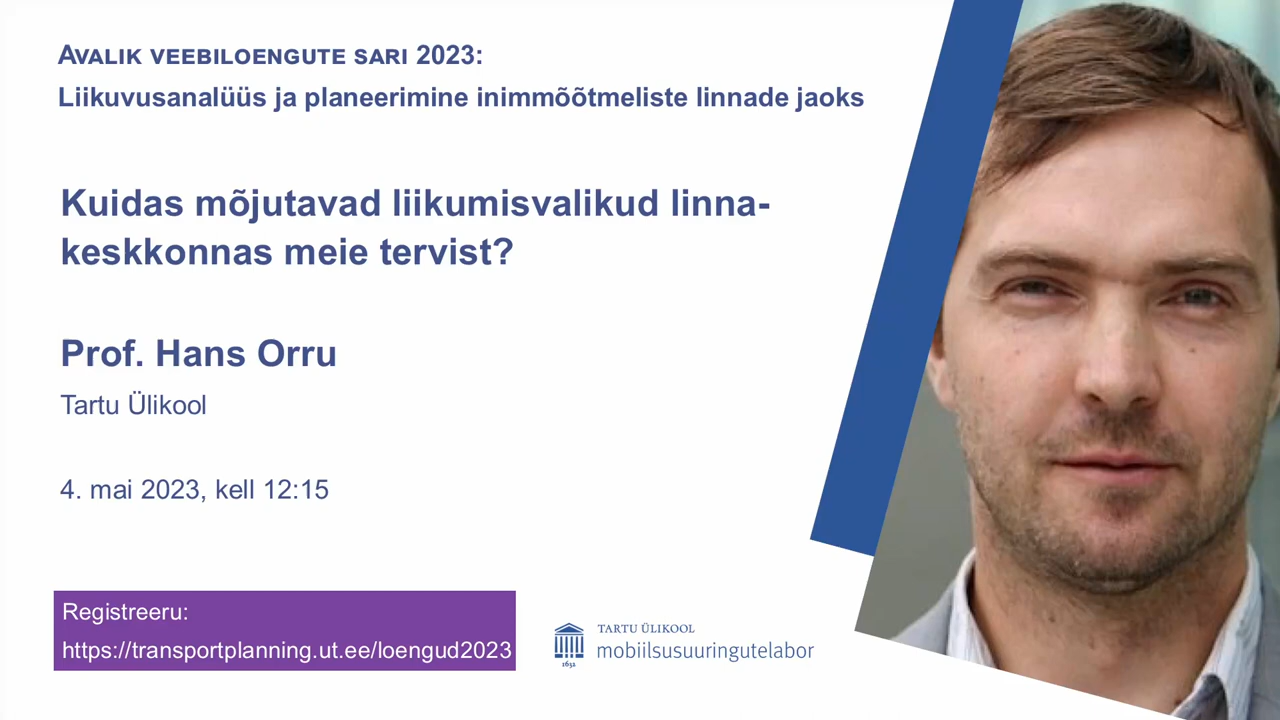 AVALIK VEEBILOENGUTE SARI 2023:
Liikuvusanalüüs ja planeerimine inimmõõtmeliste linnade jaoks
Kuidas mõjutavad liikumisvalikud linna-
keskkonnas meie tervist?
Prof. Hans Orru
Tartu Ülikool
4. mai 2023, kell 12:15
Registreeru:
https://transportplanning.ut.ee/loengud2023
TARTU ÜLIKOOL
mobiilsusuuringutelabor
1632